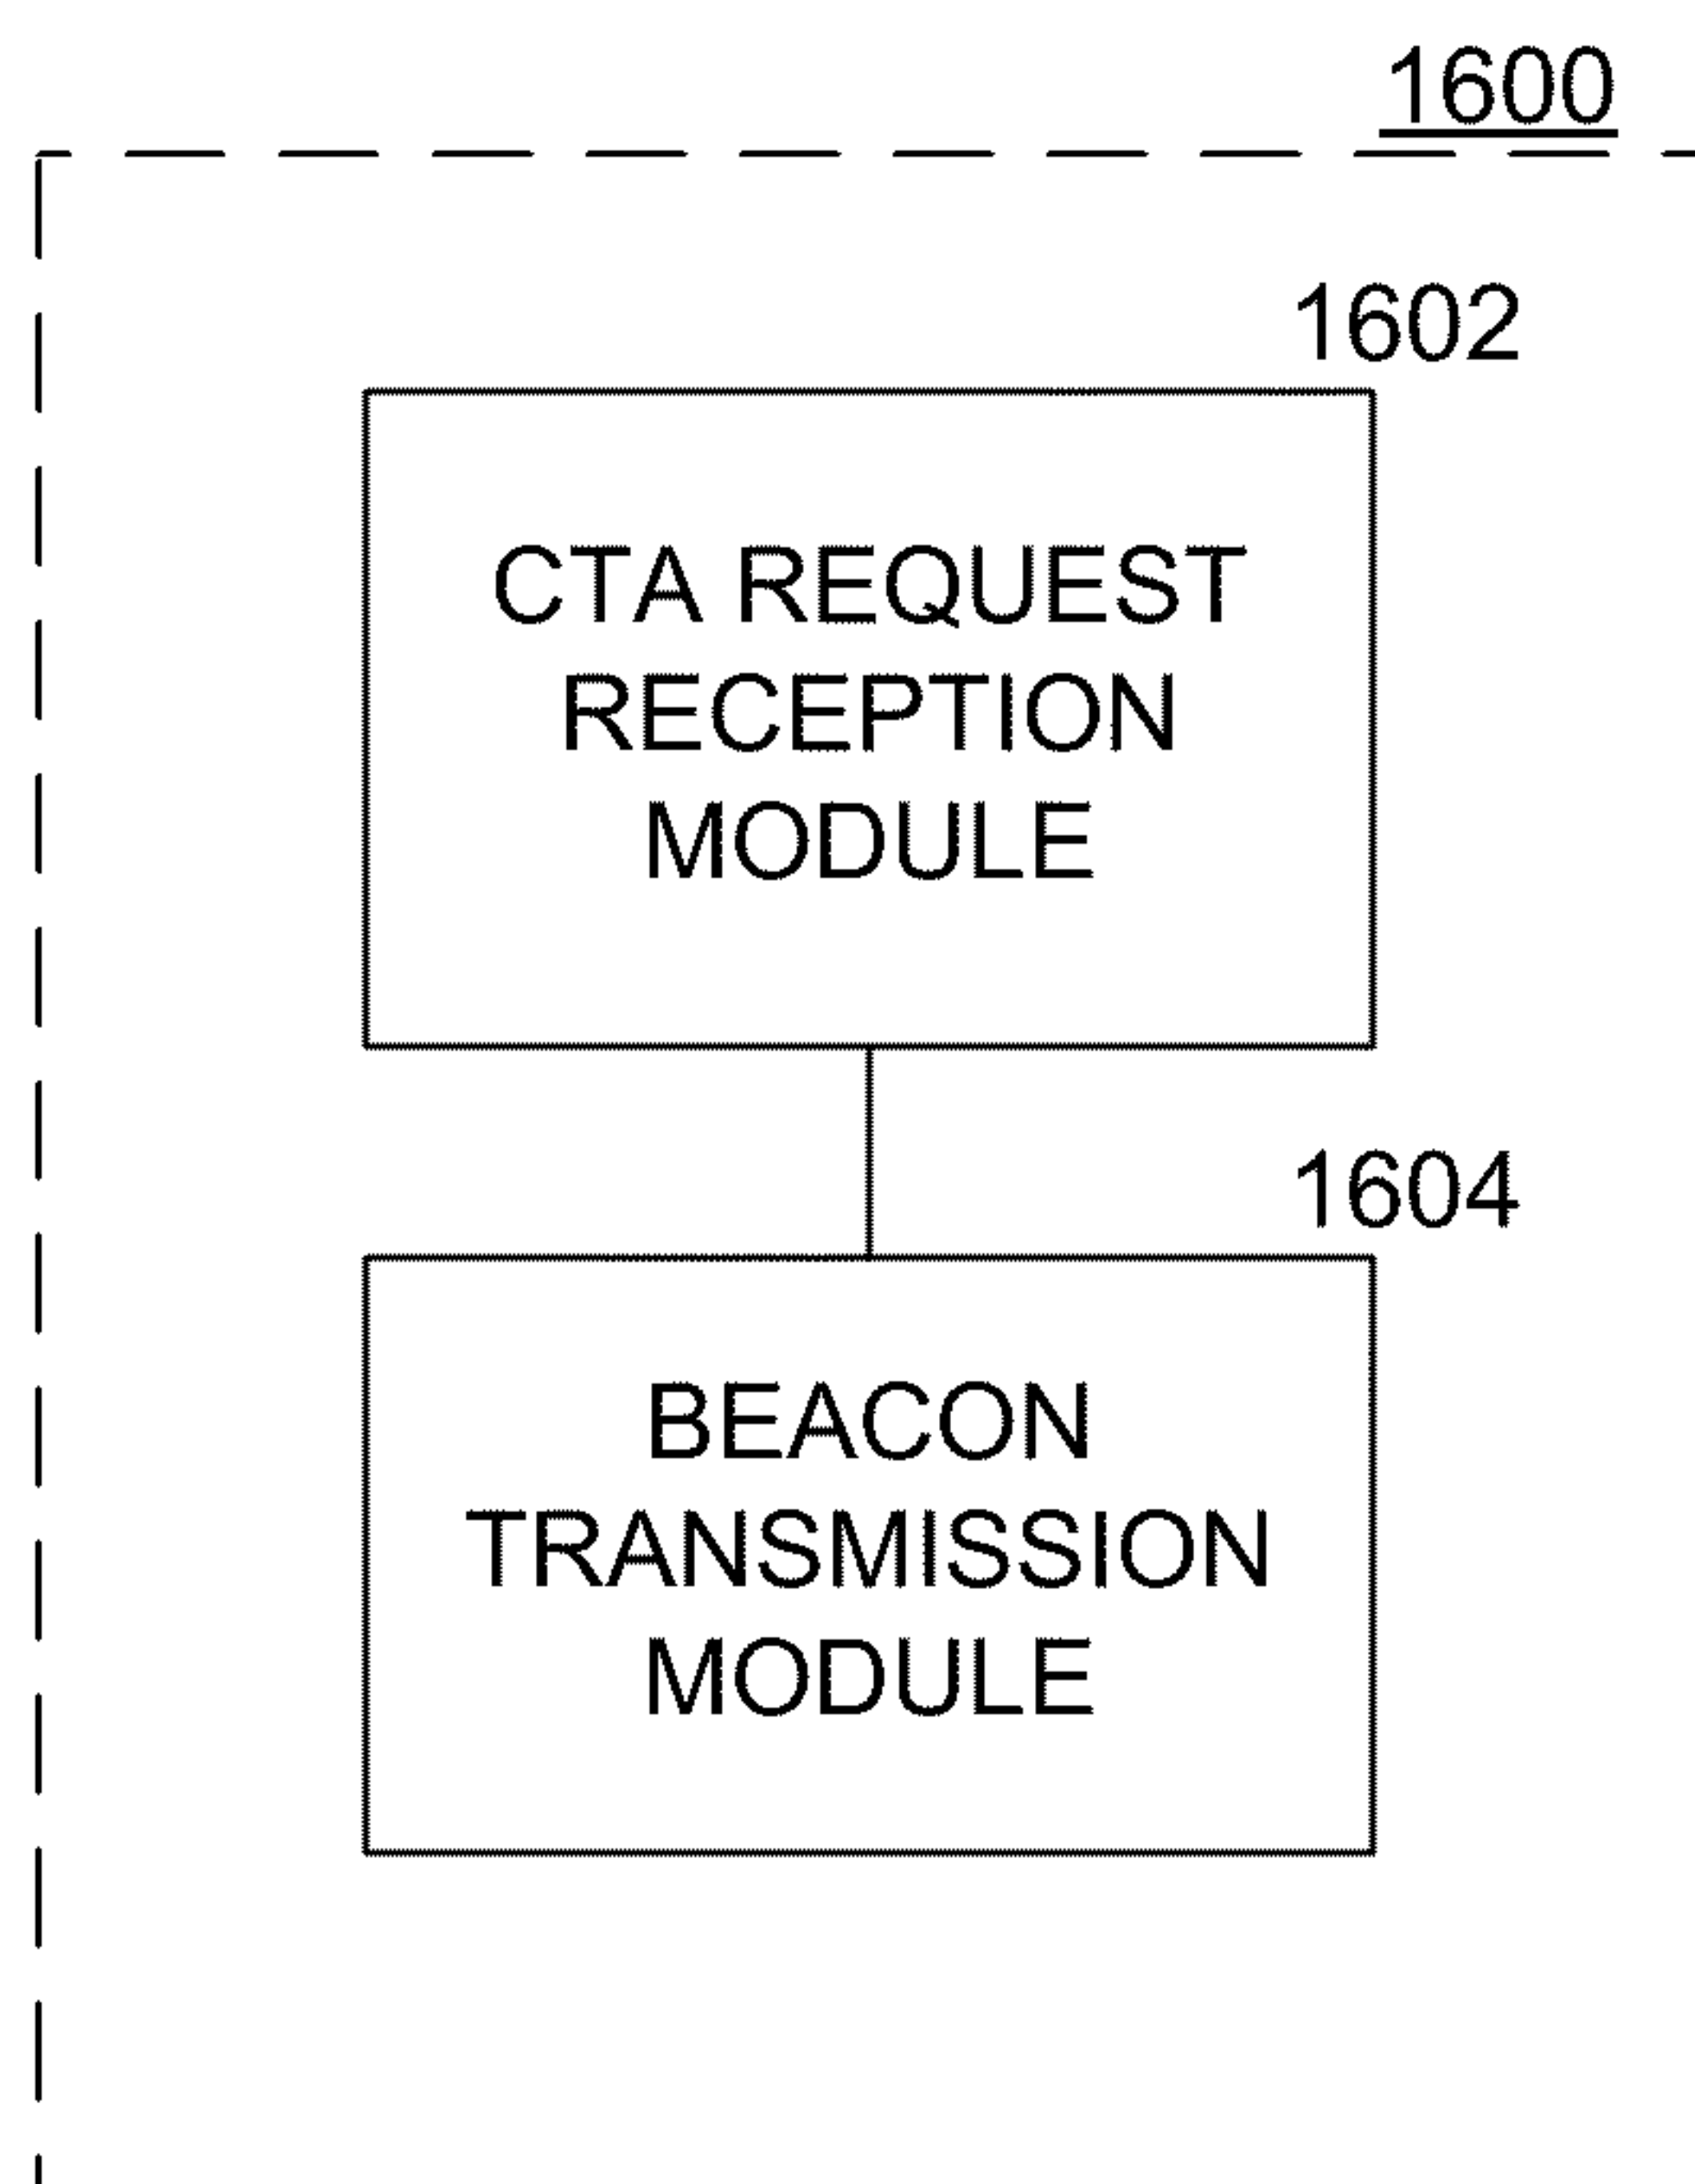 1600
1602
CTA REQUEST
RECEPTION
MODULE
1604
BEACON
TRANSMISSION
MODULE